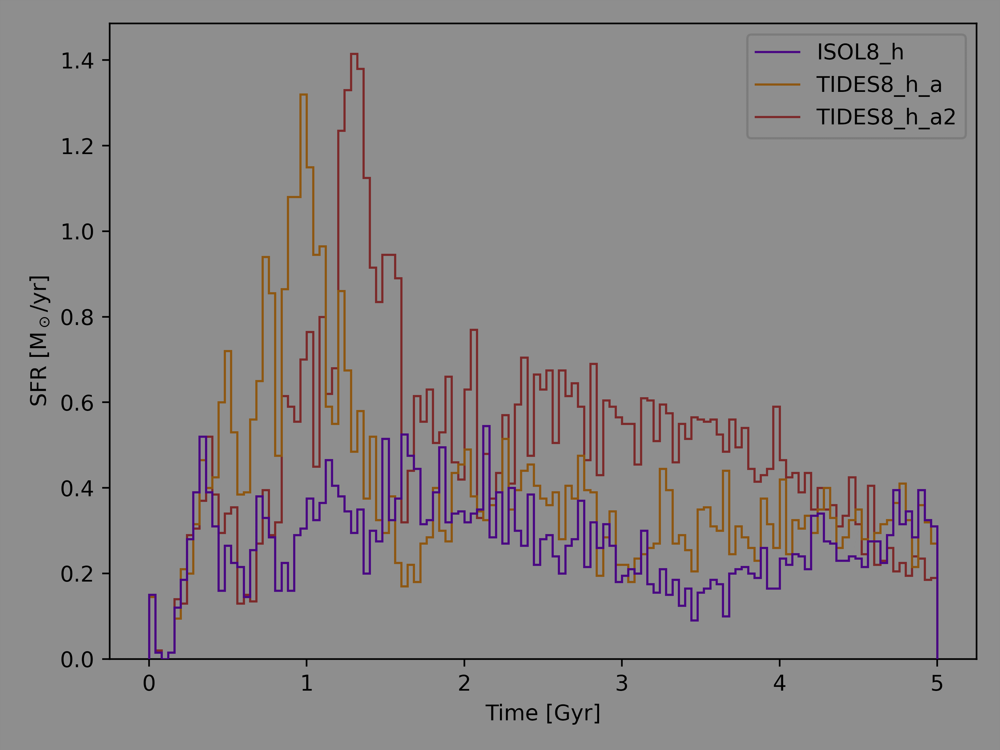 ISOL8_h
TIDES8_h_a
TIDES8_h_a2
1.4
1.2
1.0
0.8
0.6
0.4
0.2
0.0
SFR [M⊙/yr]
0 1 2 3 4 5
Time [Gyr]